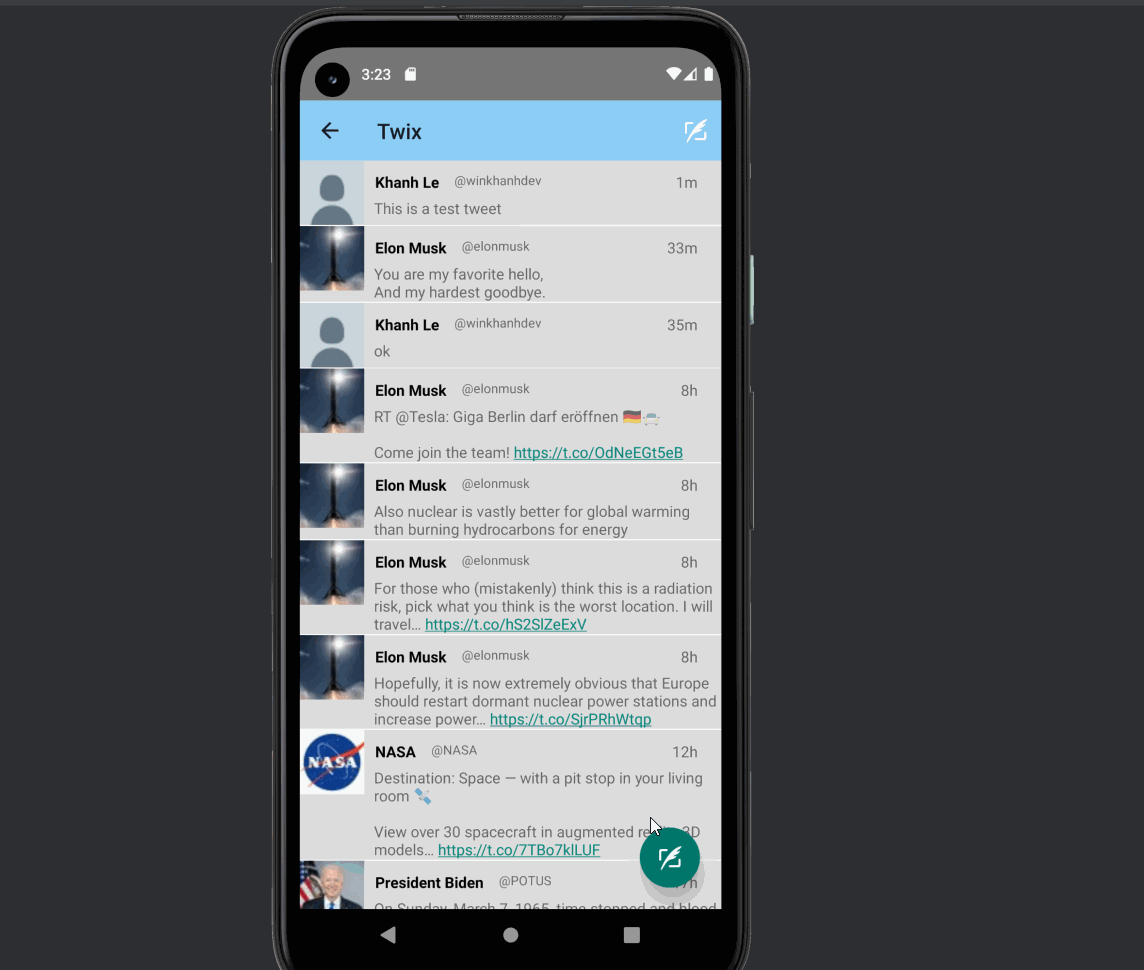 3:23
Twix
Khanh Le @winkhanhdev 1m
This is a test tweet
Elon Musk @elonmusk 33m
You are my favorite hello,
And my hardest goodbye.
Khanh Le @winkhanhdev 35m
ok
Elon Musk @elonmusk 8h
RT @Tesla: Giga Berlin darf eröffnen 🇩🇪
Come join the team! https://t.co/OdNeEGt5eB
Elon Musk @elonmusk 8h
Also nuclear is vastly better for global warming
than burning hydrocarbons for energy
Elon Musk @elonmusk 8h
For those who (mistakenly) think this is a radiation
risk, pick what you think is the worst location. I will
travel… https://t.co/hS2SlZeExV
Elon Musk @elonmusk 8h
Hopefully, it is now extremely obvious that Europe
should restart dormant nuclear power stations and
increase power… https://t.co/SjrPRhWtqp
NASA
NASA @NASA 12h
Destination: Space — with a pit stop in your living
room 🛰
View over 30 spacecraft in augmented 3D
models… https://t.co/7TBo7klLUF
President Biden @POTUS
On Sunday, March 7, 1965, time stopped and blood